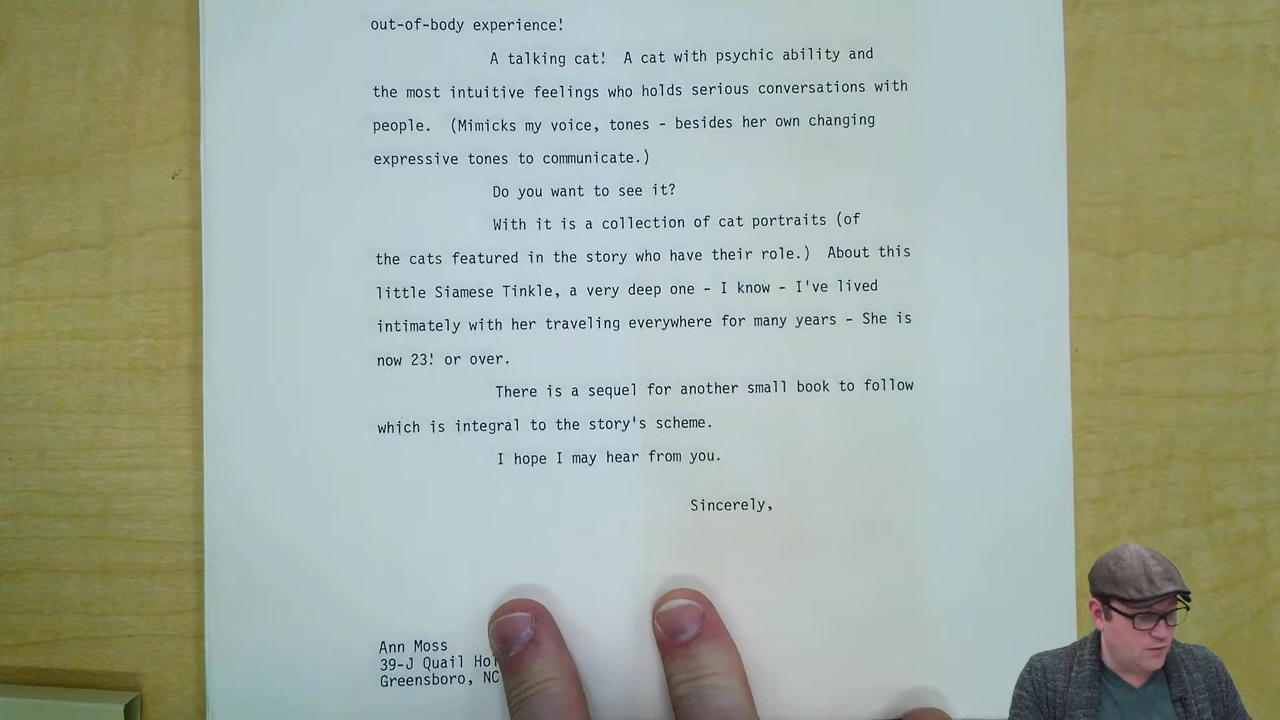 out-of-body experience!
A talking cat! A cat with psychic ability and
the most intuitive feelings who holds serious conversations with
people. (Mimicks my voice, tones - besides her own changing
expressive tones to communicate.)
Do you want to see it?
With it is a collection of cat portraits (of
the cats featured in the story who have their role.) About this
little Siamese Tinkle, a very deep one - I know - I've lived
intimately with her traveling everywhere for many years - She is
now 23! or over.
There is a sequel for another small book to follow
which is integral to the story's scheme.
I hope I may hear from you.
Sincerely,
Ann Moss
39-J Quail
Greensboro, NC